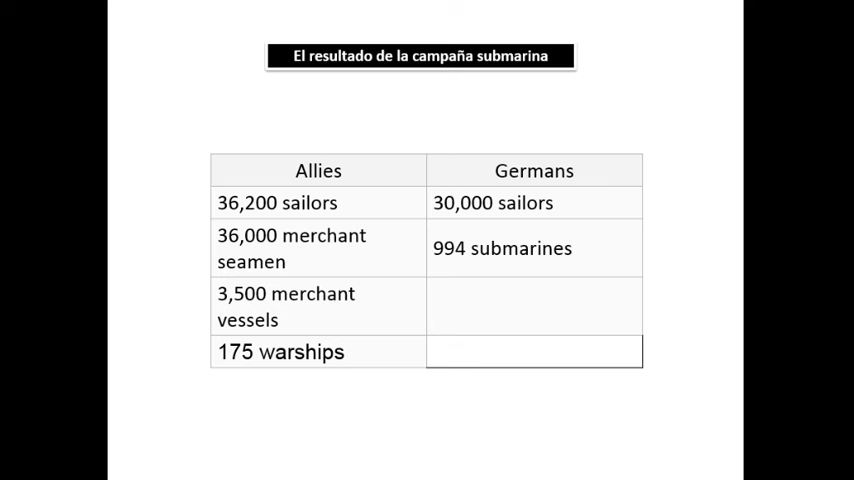 El resultado de la campaña submarina
Allies
Germans
36,200 sailors
30,000 sailors
36,000 merchant
seamen
994 submarines
3,500 merchant
vessels
175 warships